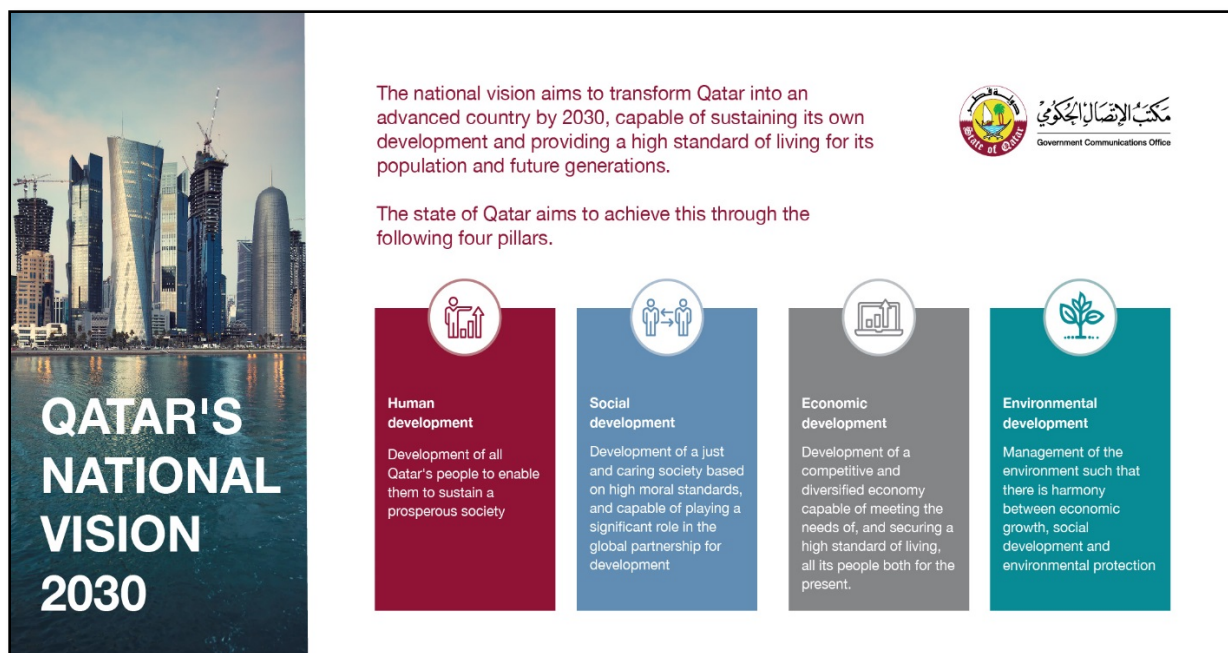 QATAR'S
NATIONAL
VISION
2030
The national vision aims to transform Qatar into an
advanced country by 2030, capable of sustaining its own
development and providing a high standard of living for its
population and future generations.
The state of Qatar aims to achieve this through the
following four pillars.
دولة قطر
State of Qatar
مكتب الاتصال الحكومي
Government Communications Office
Human
development
Development of all
Qatar's people to enable
them to sustain a
prosperous society
Social
development
Development of a just
and caring society based
on high moral standards,
and capable of playing a
significant role in the
global partnership for
development
Economic
development
Development of a
competitive and
diversified economy
capable of meeting the
needs of, and securing a
high standard of living,
all its people both for the
present.
Environmental
development
Management of the
environment such that
there is harmony
between economic
growth, social
development and
environmental protection